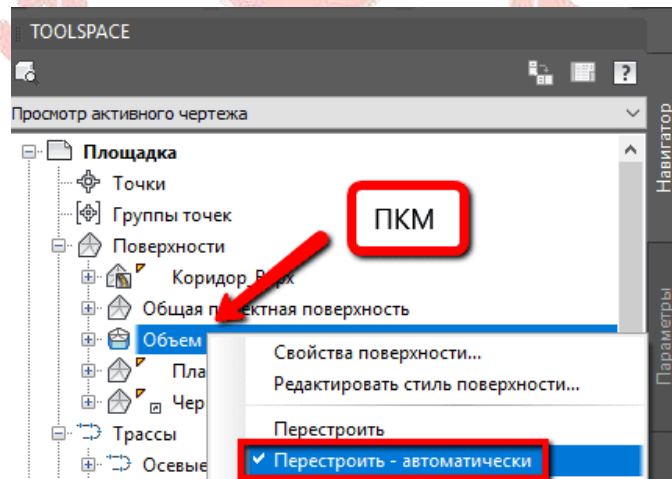 TOOLSPACE
?
Просмотр активного чертежа
Площадка
Точки
Группы точек
ПКМ
Поверхности
Коридор
Общая поверхность
Объем
Свойства поверхности...
Редактировать стиль поверхности...
Перестроить
Трассы
Осевые
Перестроить - автоматически
Навигатор
Параметры